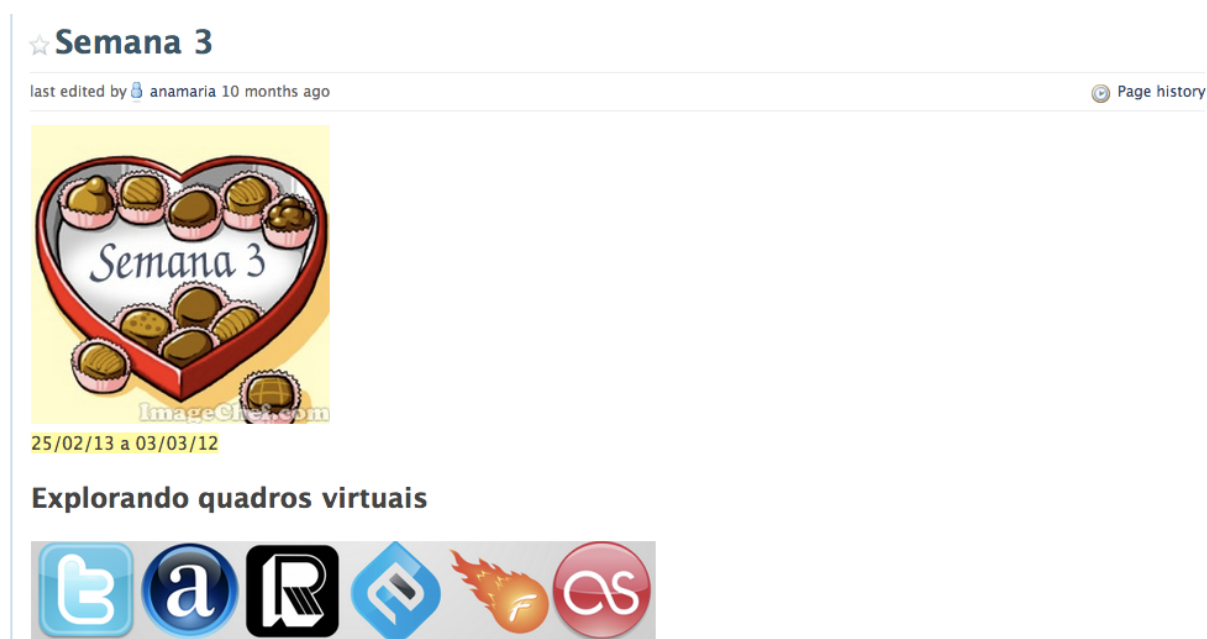 Semana 3
last edited by anamaria 10 months ago
Page history
Semana 3
ImageChef.com
25/02/13 a 03/03/12
Explorando quadros virtuais
t a R F as